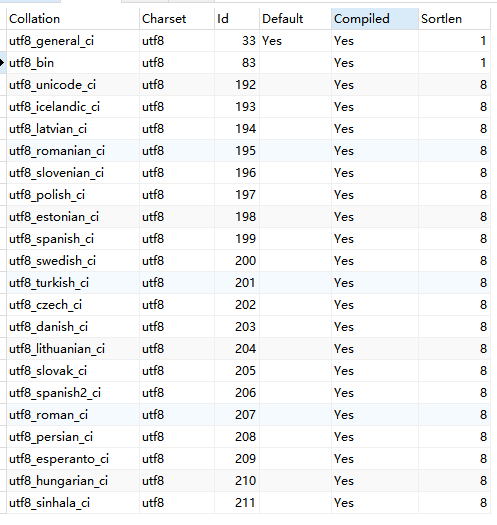 Collation Charset Id Default Compiled Sortlen
utf8_general_ci utf8 33 Yes Yes 1
utf8_bin utf8 83 Yes 1
utf8_unicode_ci utf8 192 Yes 8
utf8_icelandic_ci utf8 193 Yes 8
utf8_latvian_ci utf8 194 Yes 8
utf8_romanian_ci utf8 195 Yes 8
utf8_slovenian_ci utf8 196 Yes 8
utf8_polish_ci utf8 197 Yes 8
utf8_estonian_ci utf8 198 Yes 8
utf8_spanish_ci utf8 199 Yes 8
utf8_swedish_ci utf8 200 Yes 8
utf8_turkish_ci utf8 201 Yes 8
utf8_czech_ci utf8 202 Yes 8
utf8_danish_ci utf8 203 Yes 8
utf8_lithuanian_ci utf8 204 Yes 8
utf8_slovak_ci utf8 205 Yes 8
utf8_spanish2_ci utf8 206 Yes 8
utf8_roman_ci utf8 207 Yes 8
utf8_persian_ci utf8 208 Yes 8
utf8_esperanto_ci utf8 209 Yes 8
utf8_hungarian_ci utf8 210 Yes 8
utf8_sinhala_ci utf8 211 Yes 8